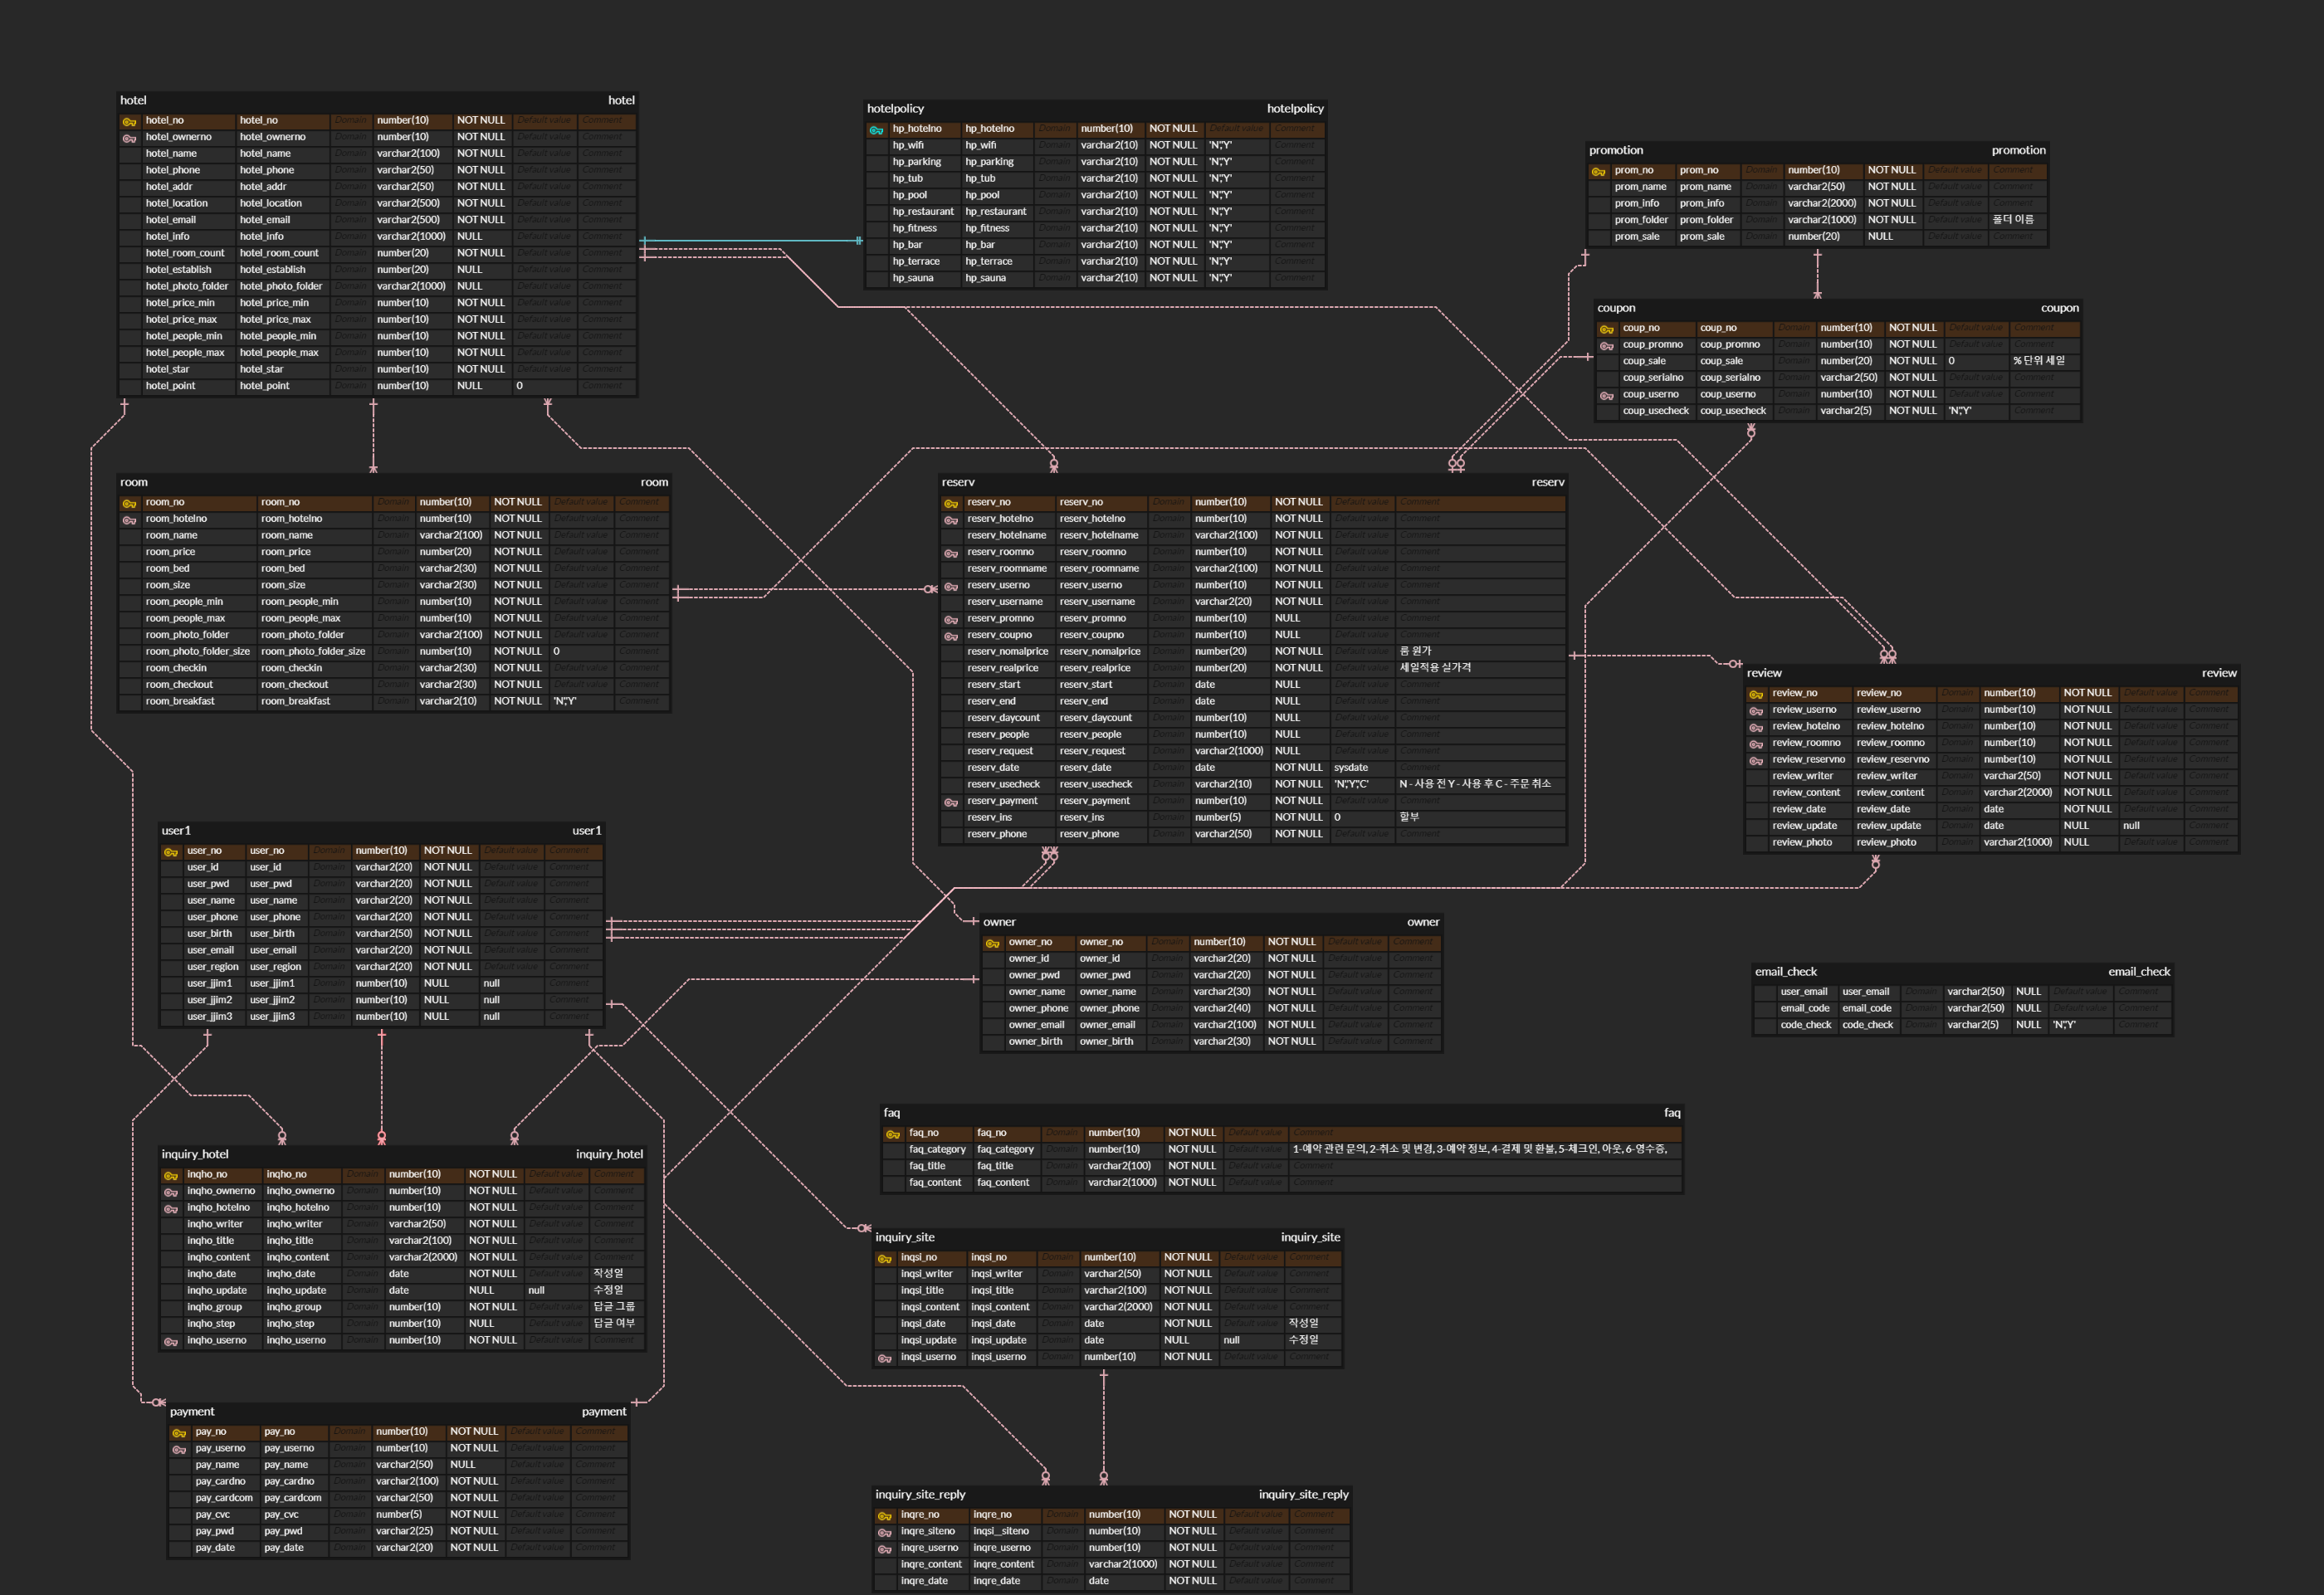 hotel hotel
hotel_no hotel_no Domain number(10) NOT NULL Default value Comment
hotel_ownerno hotel_ownerno Domain number(10) NOT NULL Default value Comment
hotel_name hotel_name Domain varchar2(100) NOT NULL Default value Comment
hotel_phone hotel_phone Domain varchar2(50) NOT NULL Default value Comment
hotel_addr hotel_addr Domain varchar2(50) NOT NULL Default value Comment
hotel_location hotel_location Domain varchar2(500) NOT NULL Default value Comment
hotel_email hotel_email Domain varchar2(500) NOT NULL Default value Comment
hotel_info hotel_info Domain varchar2(1000) NULL Default value Comment
hotel_room_count hotel_room_count Domain number(20) NOT NULL Default value Comment
hotel_establish hotel_establish Domain number(20) NULL Default value Comment
hotel_photo_folder hotel_photo_folder Domain varchar2(1000) NULL Default value Comment
hotel_price_min hotel_price_min Domain number(10) NOT NULL Default value Comment
hotel_price_max hotel_price_max Domain number(10) NOT NULL Default value Comment
hotel_people_min hotel_people_min Domain number(10) NOT NULL Default value Comment
hotel_people_max hotel_people_max Domain number(10) NOT NULL Default value Comment
hotel_star hotel_star Domain number(10) NOT NULL Default value Comment
hotel_point hotel_point Domain number(10) NULL 0 Comment
hotelpolicy hotelpolicy
hp_hotelno hp_hotelno Domain number(10) NOT NULL Default value Comment
hp_wifi hp_wifi Domain varchar2(10) NOT NULL 'N','Y' Comment
hp_parking hp_parking Domain varchar2(10) NOT NULL 'N','Y' Comment
hp_tub hp_tub Domain varchar2(10) NOT NULL 'N','Y' Comment
hp_pool hp_pool Domain varchar2(10) NOT NULL 'N','Y' Comment
hp_restaurant hp_restaurant Domain varchar2(10) NOT NULL 'N','Y' Comment
hp_fitness hp_fitness Domain varchar2(10) NOT NULL 'N','Y' Comment
hp_bar hp_bar Domain varchar2(10) NOT NULL 'N','Y' Comment
hp_terrace hp_terrace Domain varchar2(10) NOT NULL 'N','Y' Comment
hp_sauna hp_sauna Domain varchar2(10) NOT NULL 'N','Y' Comment
promotion promotion
prom_no prom_no Domain number(10) NOT NULL Default value Comment
prom_name prom_name Domain varchar2(50) NOT NULL Default value Comment
prom_info prom_info Domain varchar2(2000) NOT NULL Default value Comment
prom_folder prom_folder Domain varchar2(1000) NOT NULL Default value 폴더 이름
prom_sale prom_sale Domain number(20) NULL Default value Comment
coupon coupon
coup_no coup_no Domain number(10) NOT NULL Default value Comment
coup_promno coup_promno Domain number(10) NOT NULL Default value Comment
coup_sale coup_sale Domain number(20) NOT NULL 0 % 단위 세일
coup_serialno coup_serialno Domain varchar2(50) NOT NULL Default value Comment
coup_userno coup_userno Domain number(10) NOT NULL Default value Comment
coup_usecheck coup_usecheck Domain varchar2(5) NOT NULL 'N','Y' Comment
room room
room_no room_no Domain number(10) NOT NULL Default value Comment
room_hotelno room_hotelno Domain number(10) NOT NULL Default value Comment
room_name room_name Domain varchar2(100) NOT NULL Default value Comment
room_price room_price Domain number(20) NOT NULL Default value Comment
room_bed room_bed Domain varchar2(30) NOT NULL Default value Comment
room_size room_size Domain varchar2(30) NOT NULL Default value Comment
room_people_min room_people_min Domain number(10) NOT NULL Default value Comment
room_people_max room_people_max Domain number(10) NOT NULL Default value Comment
room_photo_folder room_photo_folder Domain varchar2(100) NOT NULL Default value Comment
room_photo_folder_size room_photo_folder_size Domain number(10) NOT NULL 0 Comment
room_checkin room_checkin Domain varchar2(30) NOT NULL Default value Comment
room_checkout room_checkout Domain varchar2(30) NOT NULL Default value Comment
room_breakfast room_breakfast Domain varchar2(10) NOT NULL 'N','Y' Comment
reserv reserv
reserv_no reserv_no Domain number(10) NOT NULL Default value Comment
reserv_hotelno reserv_hotelno Domain number(10) NOT NULL Default value Comment
reserv_hotelname reserv_hotelname Domain varchar2(100) NOT NULL Default value Comment
reserv_roomno reserv_roomno Domain number(10) NOT NULL Default value Comment
reserv_roomname reserv_roomname Domain varchar2(100) NOT NULL Default value Comment
reserv_userno reserv_userno Domain number(10) NOT NULL Default value Comment
reserv_username reserv_username Domain varchar2(20) NOT NULL Default value Comment
reserv_promno reserv_promno Domain number(10) NULL Default value Comment
reserv_coupno reserv_coupno Domain number(10) NULL Default value Comment
reserv_nomalprice reserv_nomalprice Domain number(20) NOT NULL Default value 룸 원가
reserv_realprice reserv_realprice Domain number(20) NOT NULL Default value 세일적용 실가격
reserv_start reserv_start Domain date NULL Default value Comment
reserv_end reserv_end Domain date NULL Default value Comment
reserv_daycount reserv_daycount Domain number(10) NULL Default value Comment
reserv_people reserv_people Domain number(10) NULL Default value Comment
reserv_request reserv_request Domain varchar2(1000) NULL Default value Comment
reserv_date reserv_date Domain date NOT NULL sysdate Comment
reserv_usecheck reserv_usecheck Domain varchar2(10) NOT NULL 'N','Y','C' N - 사용 전 Y - 사용 후 C - 주문 취소
reserv_payment reserv_payment Domain number(10) NOT NULL Default value Comment
reserv_ins reserv_ins Domain number(5) NOT NULL 0 할부
reserv_phone reserv_phone Domain varchar2(50) NOT NULL Default value Comment
review review
review_no review_no Domain number(10) NOT NULL Default value Comment
review_userno review_userno Domain number(10) NOT NULL Default value Comment
review_hotelno review_hotelno Domain number(10) NOT NULL Default value Comment
review_roomno review_roomno Domain number(10) NOT NULL Default value Comment
review_reservno review_reservno Domain number(10) NOT NULL Default value Comment
review_writer review_writer Domain varchar2(50) NOT NULL Default value Comment
review_content review_content Domain varchar2(2000) NOT NULL Default value Comment
review_date review_date Domain date NOT NULL Default value Comment
review_update review_update Domain date NULL null Comment
review_photo review_photo Domain varchar2(1000) NULL Default value Comment
user1 user1
user_no user_no Domain number(10) NOT NULL Default value Comment
user_id user_id Domain varchar2(20) NOT NULL Default value Comment
user_pwd user_pwd Domain varchar2(20) NOT NULL Default value Comment
user_name user_name Domain varchar2(20) NOT NULL Default value Comment
user_phone user_phone Domain varchar2(20) NOT NULL Default value Comment
user_birth user_birth Domain varchar2(50) NOT NULL Default value Comment
user_email user_email Domain varchar2(20) NOT NULL Default value Comment
user_region user_region Domain varchar2(20) NOT NULL Default value Comment
user_jjim1 user_jjim1 Domain number(10) NULL null Comment
user_jjim2 user_jjim2 Domain number(10) NULL null Comment
user_jjim3 user_jjim3 Domain number(10) NULL null Comment
owner owner
owner_no owner_no Domain number(10) NOT NULL Default value Comment
owner_id owner_id Domain varchar2(20) NOT NULL Default value Comment
owner_pwd owner_pwd Domain varchar2(20) NOT NULL Default value Comment
owner_name owner_name Domain varchar2(30) NOT NULL Default value Comment
owner_phone owner_phone Domain varchar2(40) NOT NULL Default value Comment
owner_email owner_email Domain varchar2(100) NOT NULL Default value Comment
owner_birth owner_birth Domain varchar2(30) NOT NULL Default value Comment
email_check email_check
user_email user_email Domain varchar2(50) NULL Default value Comment
email_code email_code Domain varchar2(50) NULL Default value Comment
code_check code_check Domain varchar2(5) NULL 'N','Y' Comment
faq faq
faq_no faq_no Domain number(10) NOT NULL Default value Comment
faq_category faq_category Domain number(10) NOT NULL Default value 1-예약 관련 문의, 2-취소 및 변경, 3-예약 정보, 4-결제 및 환불, 5-체크인, 아웃, 6-영수증,
faq_title faq_title Domain varchar2(100) NOT NULL Default value Comment
faq_content faq_content Domain varchar2(1000) NOT NULL Default value Comment
inquiry_hotel inquiry_hotel
inqho_no inqho_no Domain number(10) NOT NULL Default value Comment
inqho_ownerno inqho_ownerno Domain number(10) NOT NULL Default value Comment
inqho_hotelno inqho_hotelno Domain number(10) NOT NULL Default value Comment
inqho_writer inqho_writer Domain varchar2(50) NOT NULL Default value Comment
inqho_title inqho_title Domain varchar2(100) NOT NULL Default value Comment
inqho_content inqho_content Domain varchar2(2000) NOT NULL Default value Comment
inqho_date inqho_date Domain date NOT NULL Default value 작성일
inqho_update inqho_update Domain date NULL null 수정일
inqho_group inqho_group Domain number(10) NOT NULL Default value 답글 그룹
inqho_step inqho_step Domain number(10) NULL Default value 답글 여부
inqho_userno inqho_userno Domain number(10) NOT NULL Default value Comment
inquiry_site inquiry_site
inqsi_no inqsi_no Domain number(10) NOT NULL Default value Comment
inqsi_writer inqsi_writer Domain varchar2(50) NOT NULL Default value Comment
inqsi_title inqsi_title Domain varchar2(100) NOT NULL Default value Comment
inqsi_content inqsi_content Domain varchar2(2000) NOT NULL Default value Comment
inqsi_date inqsi_date Domain date NOT NULL Default value 작성일
inqsi_update inqsi_update Domain date NULL null 수정일
inqsi_userno inqsi_userno Domain number(10) NOT NULL Default value Comment
payment payment
pay_no pay_no Domain number(10) NOT NULL Default value Comment
pay_userno pay_userno Domain number(10) NOT NULL Default value Comment
pay_name pay_name Domain varchar2(50) NULL Default value Comment
pay_cardno pay_cardno Domain varchar2(100) NOT NULL Default value Comment
pay_cardcom pay_cardcom Domain varchar2(50) NOT NULL Default value Comment
pay_cvc pay_cvc Domain number(5) NOT NULL Default value Comment
pay_pwd pay_pwd Domain varchar2(25) NOT NULL Default value Comment
pay_date pay_date Domain varchar2(20) NOT NULL Default value Comment
inquiry_site_reply inquiry_site_reply
inqre_no inqre_no Domain number(10) NOT NULL Default value Comment
inqre_siteno inqsi_siteno Domain number(10) NOT NULL Default value Comment
inqre_userno inqre_userno Domain number(10) NOT NULL Default value Comment
inqre_content inqre_content Domain varchar2(1000) NOT NULL Default value Comment
inqre_date inqre_date Domain date NOT NULL Default value Comment